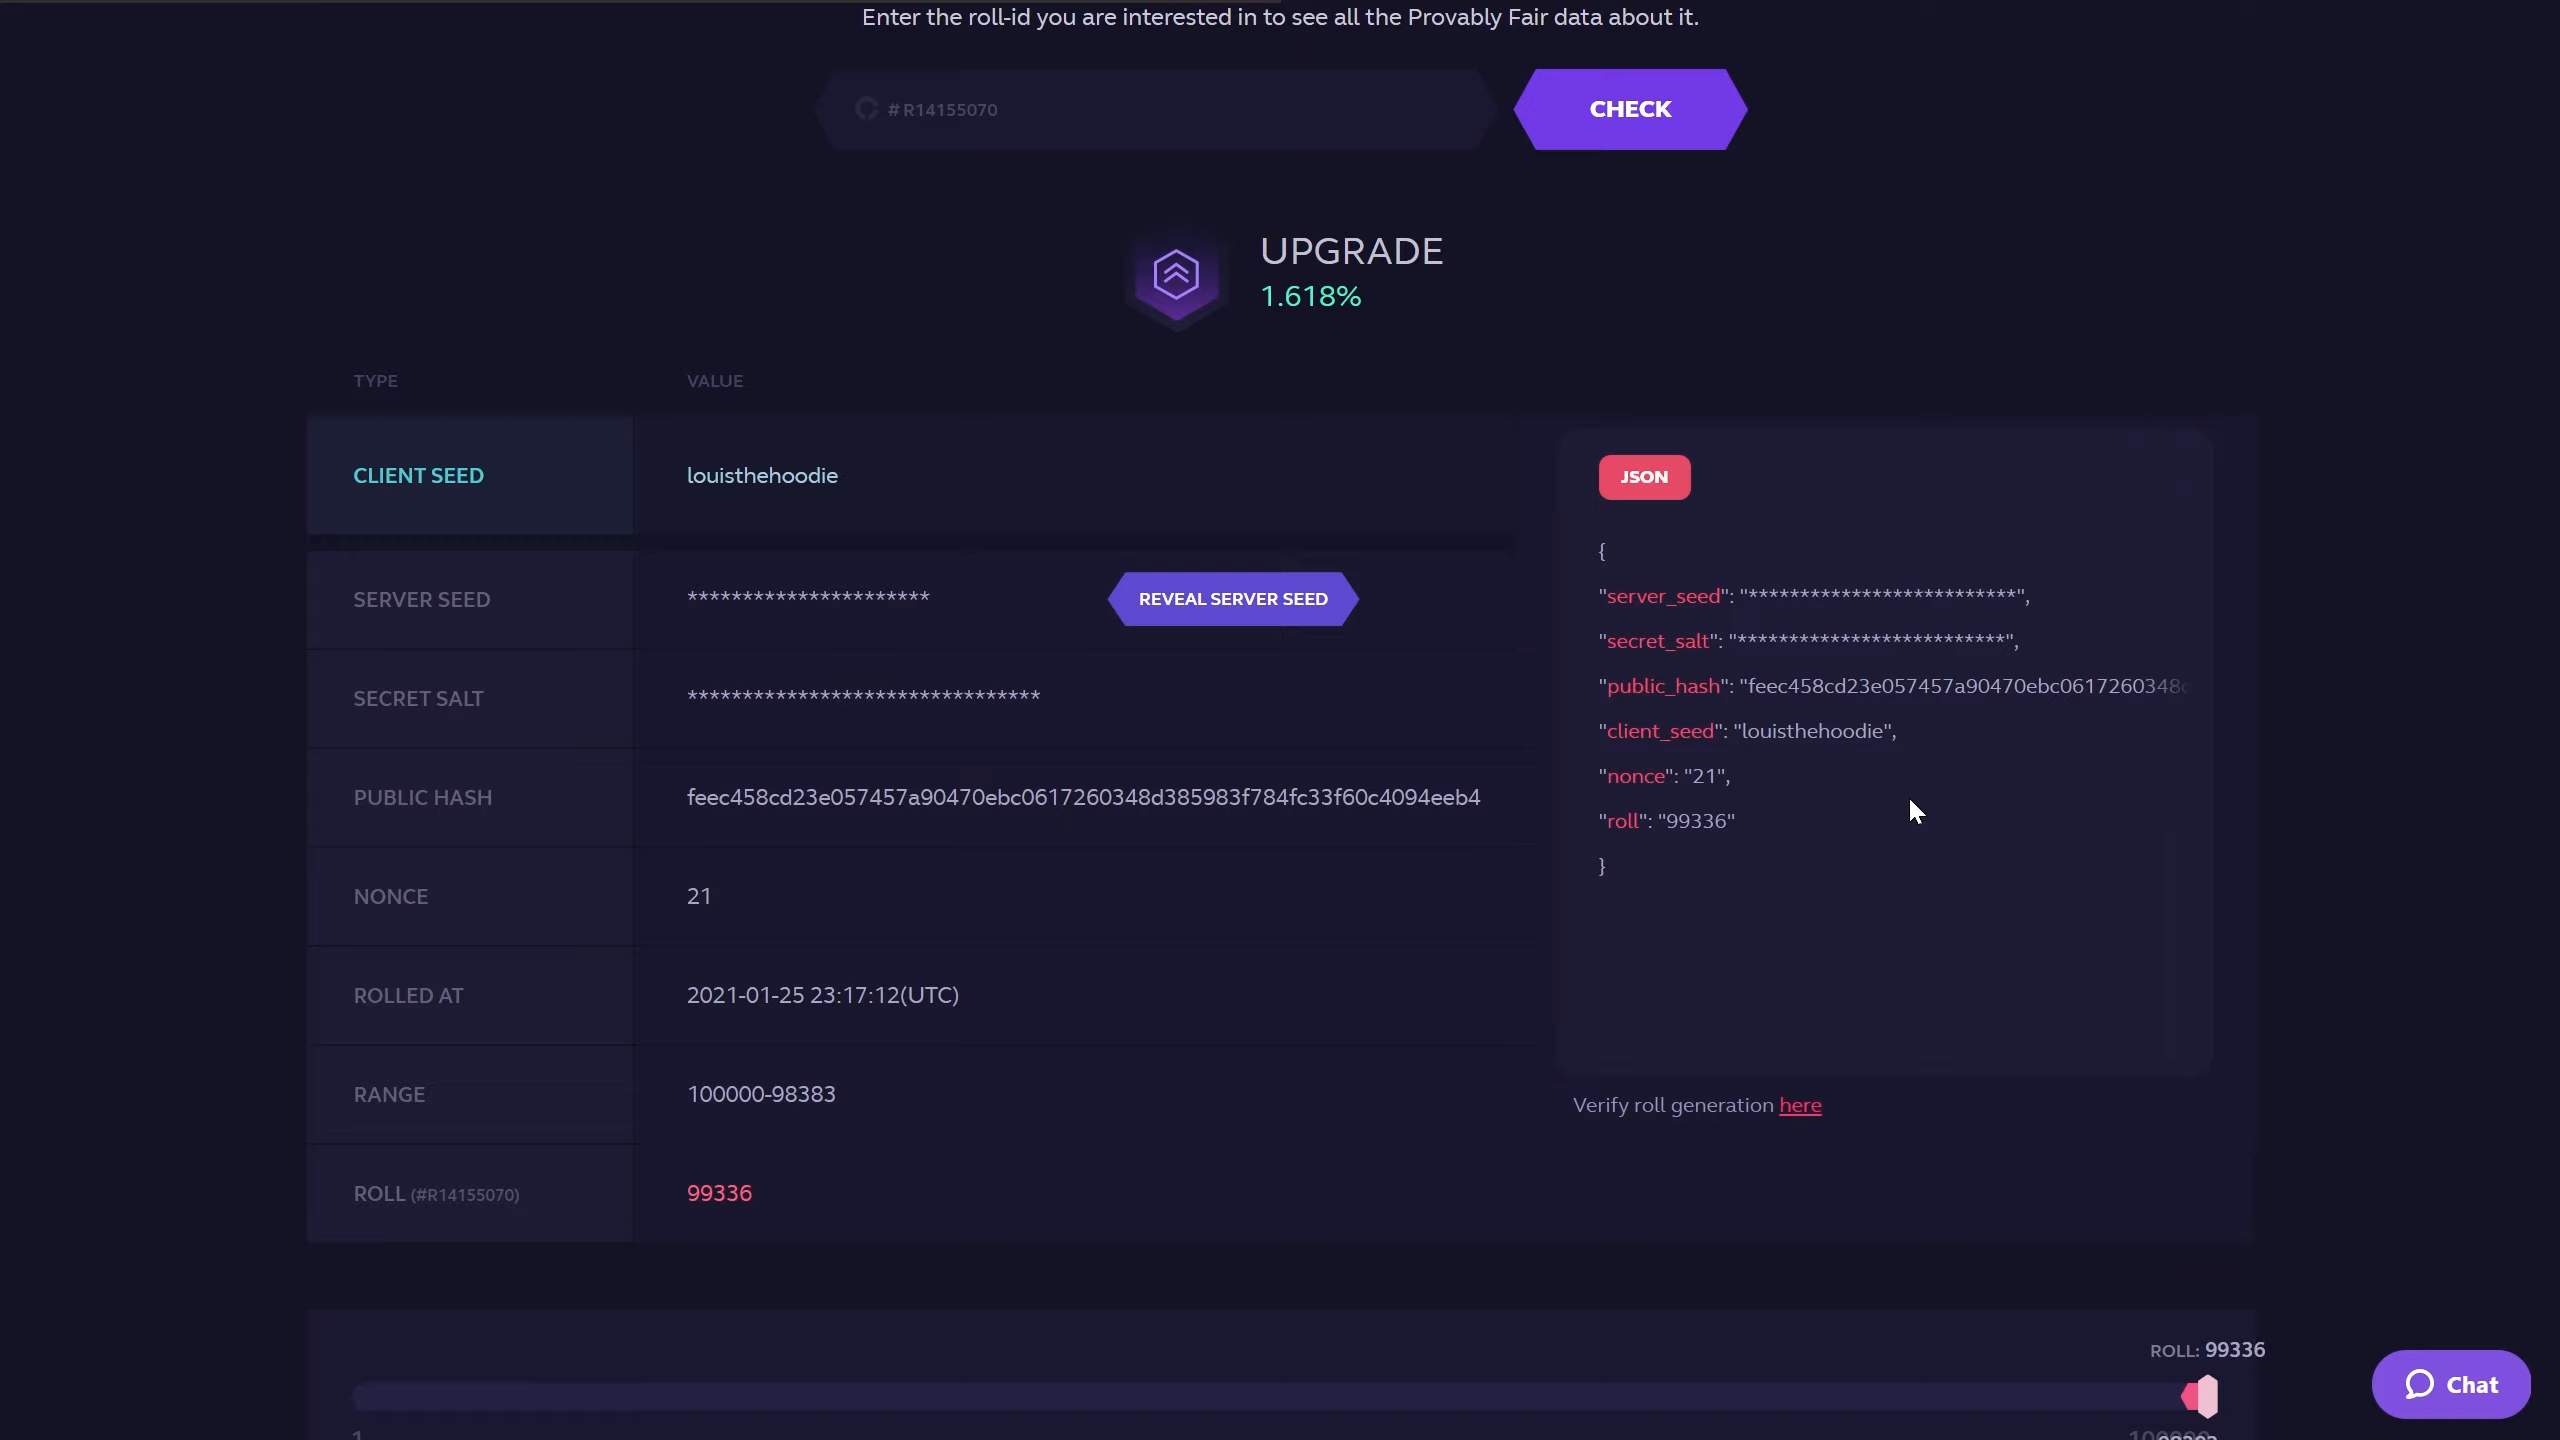 Enter the roll-id you are interested in to see all the Provably Fair data about it.
# R14155070
CHECK
UPGRADE
1.618%
TYPE
VALUE
CLIENT SEED
louisthehoodie
SERVER SEED
**********************
REVEAL SERVER SEED
SECRET SALT
********************************
PUBLIC HASH
feec458cd23e057457a90470ebc0617260348d385983f784fc33f60c4094eeb4
NONCE
21
ROLLED AT
2021-01-25 23:17:12(UTC)
RANGE
100000-98383
ROLL (#R14155070)
99336
JSON
{
"server_seed": "**************************",
"secret_salt": "**************************",
"public_hash": "feec458cd23e057457a90470ebc0617260348
"client_seed": "louisthehoodie",
"nonce": "21",
"roll": "99336"
}
Verify roll generation here
ROLL: 99336
Chat
1